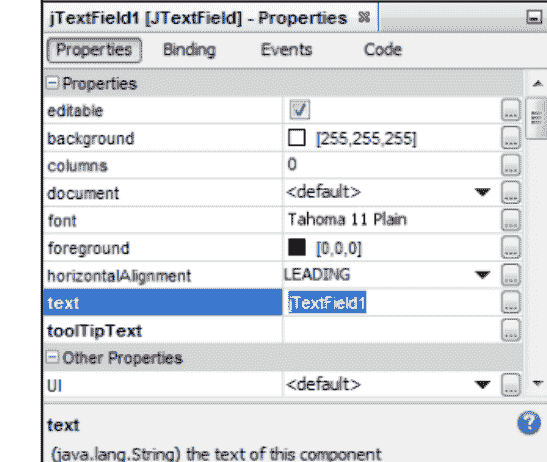 jTextField1 [JTextField] - Properties
Properties Binding Events Code
Properties
editable
background [255,255,255]
columns 0
document <default>
font Tahoma 11 Plain
foreground [0,0,0]
horizontalAlignment LEADING
text jTextField1
toolTipText
Other Properties
UI <default>
text
(java.lang.String) the text of this component